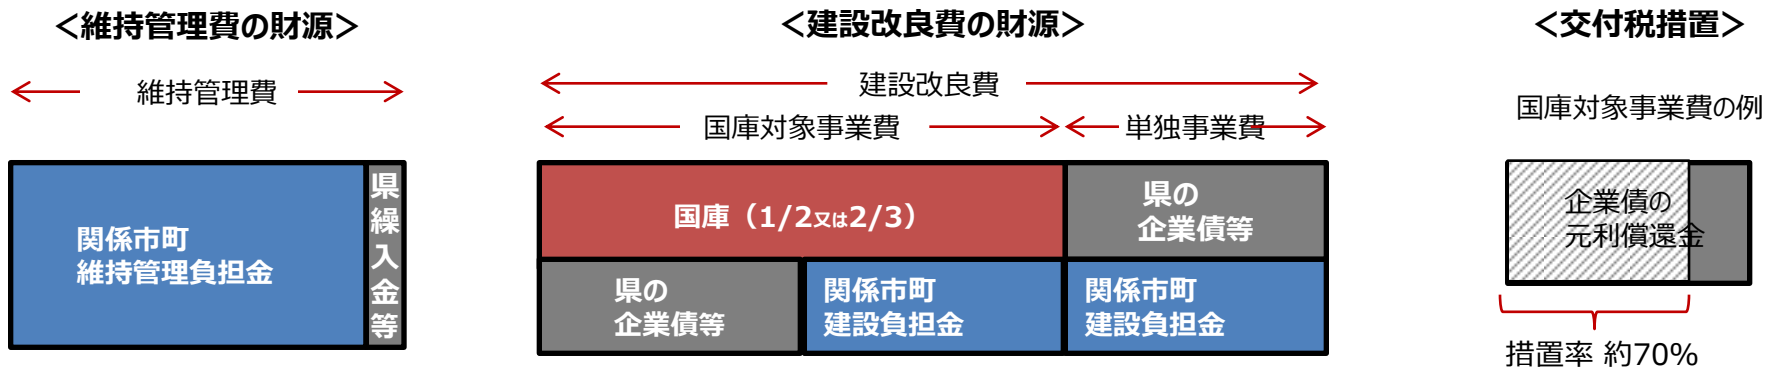 ＜維持管理費の財源＞
維持管理費
関係市町
維持管理負担金
県繰入金等
＜建設改良費の財源＞
建設改良費
国庫対象事業費
単独事業費
国庫（1/2又は2/3）
県の
企業債等
県の
企業債等
関係市町
建設負担金
関係市町
建設負担金
＜交付税措置＞
国庫対象事業費の例
企業債の
元利償還金
措置率 約70%